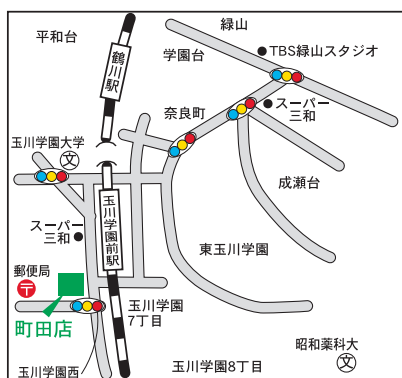 緑山
平和台
学園台
TBS緑山スタジオ
鶴川駅
奈良町
スーパー
三和
玉川学園大学
文
成瀬台
玉川学園前駅
スーパー
三和
東玉川学園
郵便局
〒
玉川学園
7丁目
町田店
昭和薬科大
文
玉川学園西
玉川学園8丁目